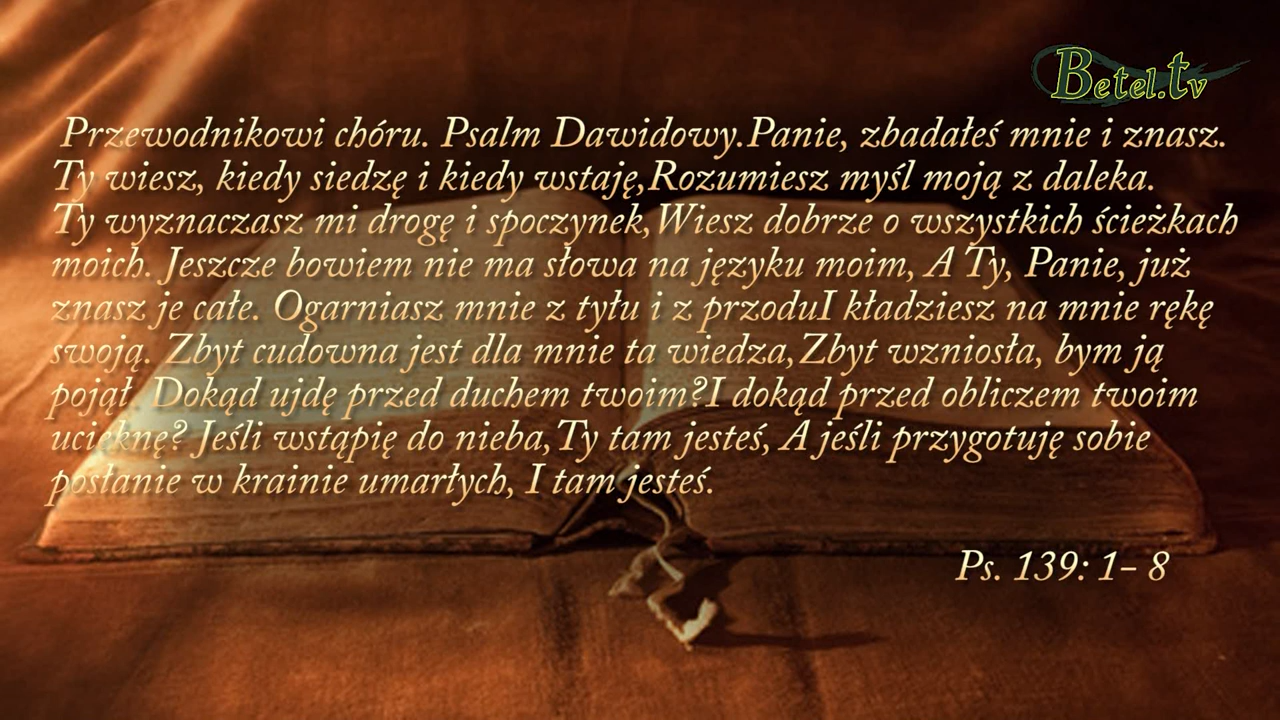 Betel.tv
Przewodnikowi chóru. Psalm Dawidowy.Panie, zbadałeś mnie i znasz.
Ty wiesz, kiedy siedzę i kiedy wstaję,Rozumiesz myśl moją z daleka.
Ty wyznaczasz mi drogę i spoczynek,Wiesz dobrze o wszystkich ścieżkach
moich. Jeszcze bowiem nie ma słowa na języku moim, A Ty, Panie, już
znasz je całe. Ogarniasz mnie z tyłu i z przoduI kładziesz na mnie rękę
swoją. Zbyt cudowna jest dla mnie ta wiedza,Zbyt wzniosła, bym ją
pojął. Dokąd ujdę przed duchem twoim?I dokąd przed obliczem twoim
ucieknę? Jeśli wstąpię do nieba,Ty tam jesteś, A jeśli przygotuję sobie
posłanie w krainie umarłych, I tam jesteś.
Ps. 139: 1– 8